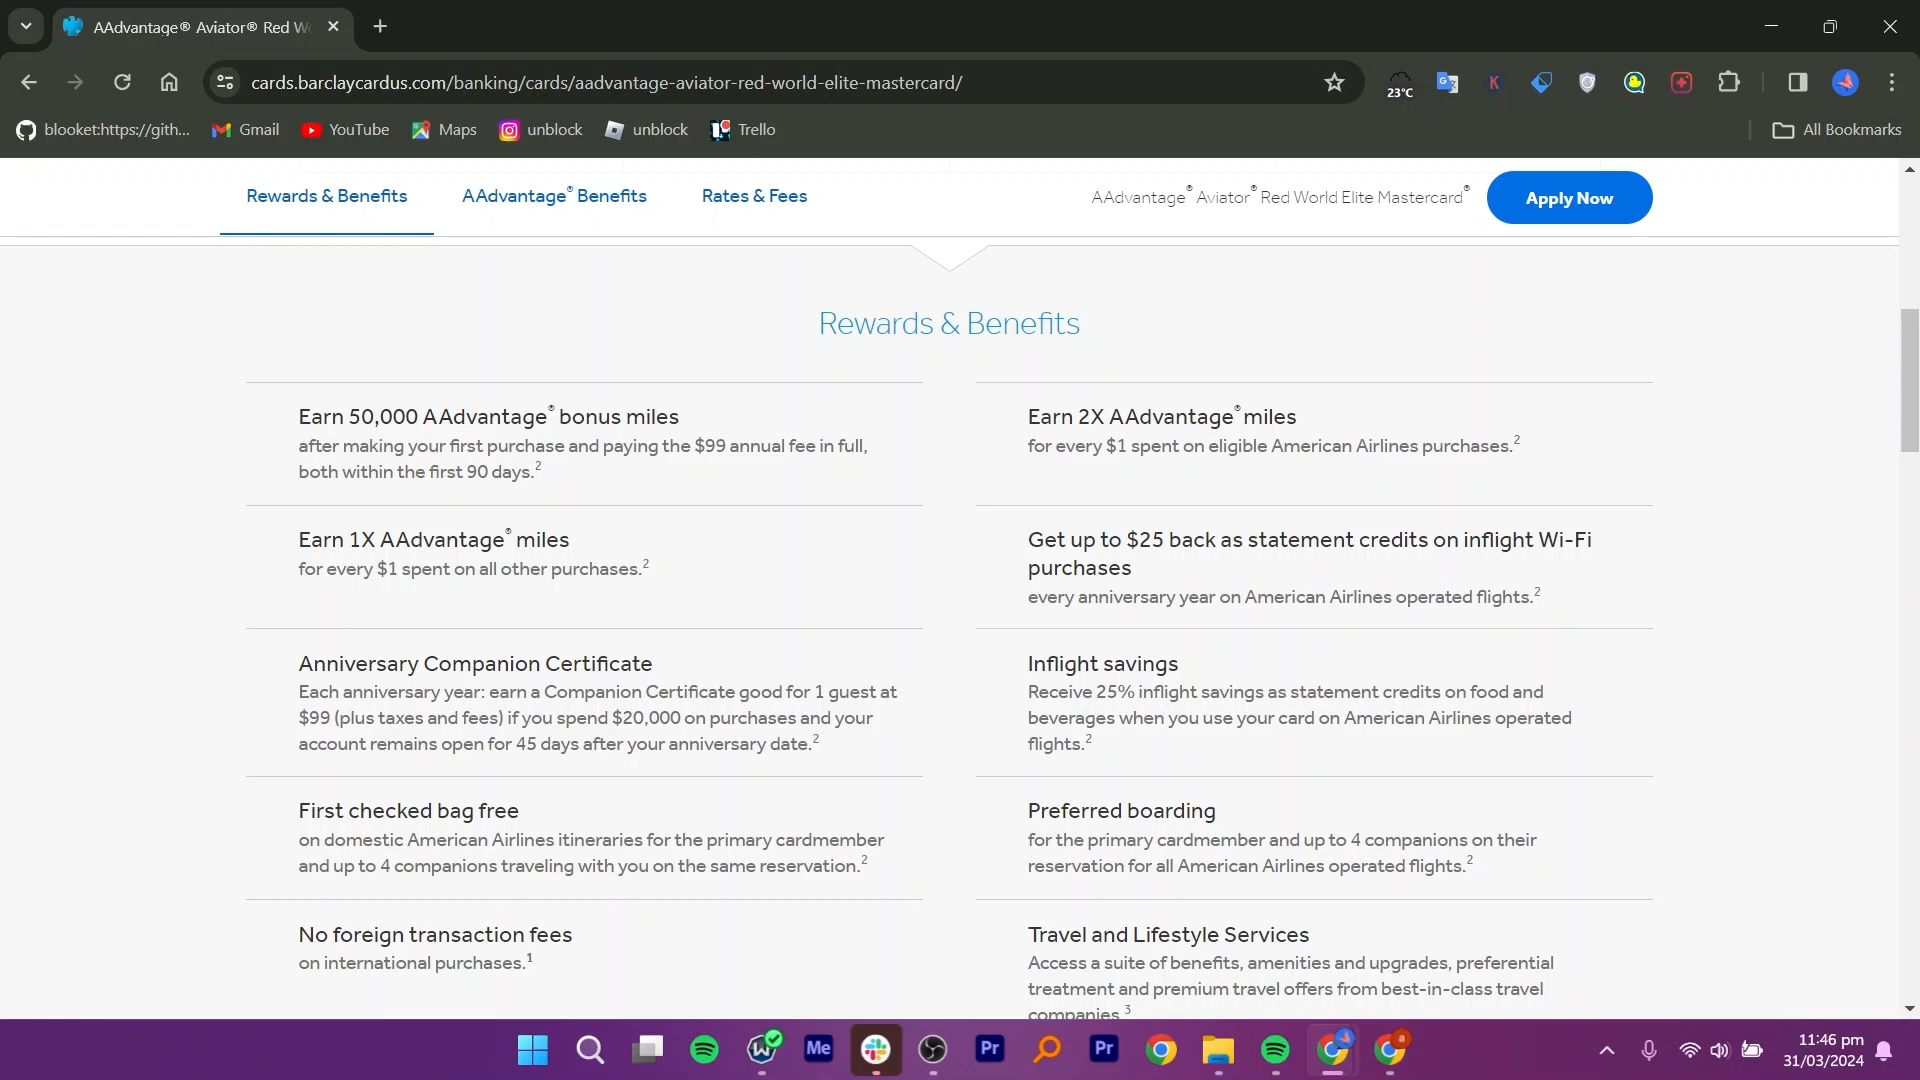 AAdvantage® Aviator® Red W
cards.barclaycardus.com/banking/cards/aadvantage-aviator-red-world-elite-mastercard/
23°C
K
blooket:https://gith...
Gmail
YouTube
Maps
unblock
unblock
Trello
All Bookmarks
Rewards & Benefits
AAdvantage® Benefits
Rates & Fees
AAdvantage® Aviator® Red World Elite Mastercard®
Apply Now
Rewards & Benefits
Earn 50,000 AAdvantage® bonus miles
after making your first purchase and paying the $99 annual fee in full,
both within the first 90 days.2
Earn 2X AAdvantage® miles
for every $1 spent on eligible American Airlines purchases.2
Earn 1X AAdvantage® miles
for every $1 spent on all other purchases.2
Get up to $25 back as statement credits on inflight Wi-Fi
purchases
every anniversary year on American Airlines operated flights.2
Anniversary Companion Certificate
Each anniversary year: earn a Companion Certificate good for 1 guest at
$99 (plus taxes and fees) if you spend $20,000 on purchases and your
account remains open for 45 days after your anniversary date.2
Inflight savings
Receive 25% inflight savings as statement credits on food and
beverages when you use your card on American Airlines operated
flights.2
First checked bag free
on domestic American Airlines itineraries for the primary cardmember
and up to 4 companions traveling with you on the same reservation.2
Preferred boarding
for the primary cardmember and up to 4 companions on their
reservation for all American Airlines operated flights.2
No foreign transaction fees
on international purchases.1
Travel and Lifestyle Services
Access a suite of benefits, amenities and upgrades, preferential
treatment and premium travel offers from best-in-class travel
companies.3
Me
Pr
Pr
a
11:46 pm
31/03/2024